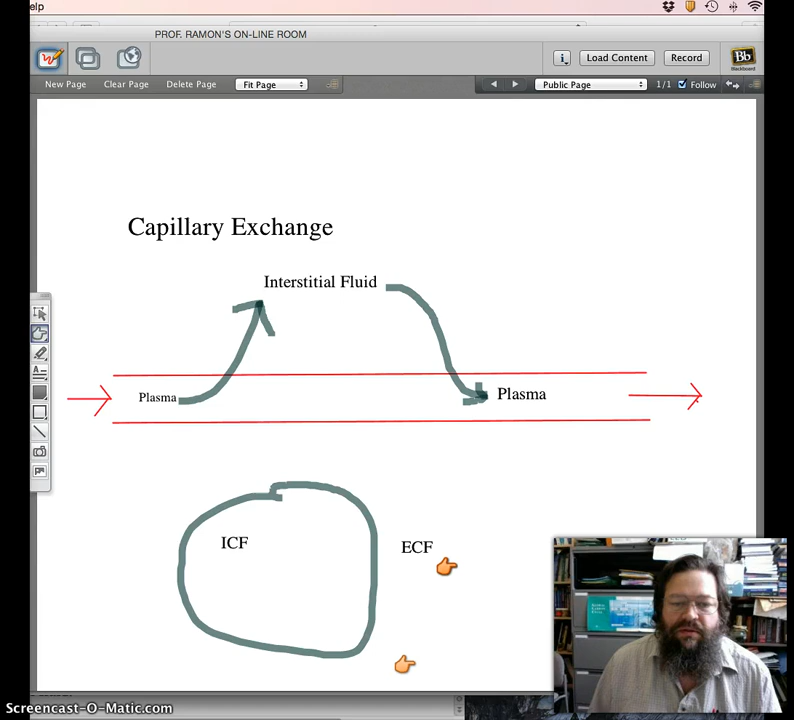 elp
PROF. RAMON'S ON-LINE ROOM
Load Content
Record
Bb
Blackboard
New Page
Clear Page
Delete Page
Fit Page
Public Page
1/1
Follow
Capillary Exchange
Interstitial Fluid
Plasma
Plasma
ICF
ECF
Screencast-O-Matic.com